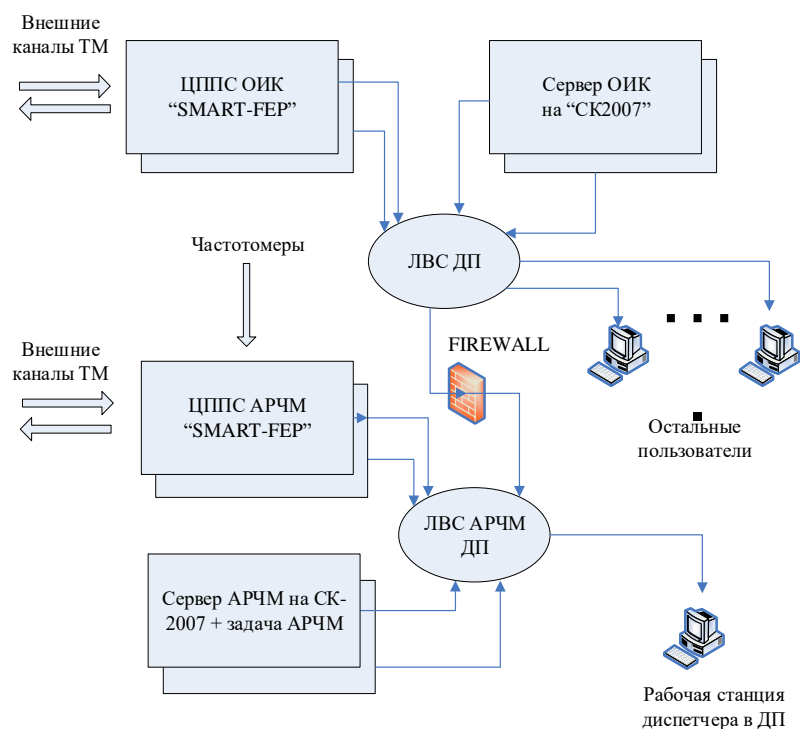 Внешние
каналы ТМ
ЦППС ОИК
“SMART-FEP”
Сервер ОИК
на “СК2007”
Частотомеры
ЛВС ДП
FIREWALL
Внешние
каналы ТМ
ЦППС АРЧМ
“SMART-FEP”
Остальные
пользователи
ЛВС АРЧМ
ДП
Сервер АРЧМ на СК-
2007 + задача АРЧМ
Рабочая станция
диспетчера в ДП